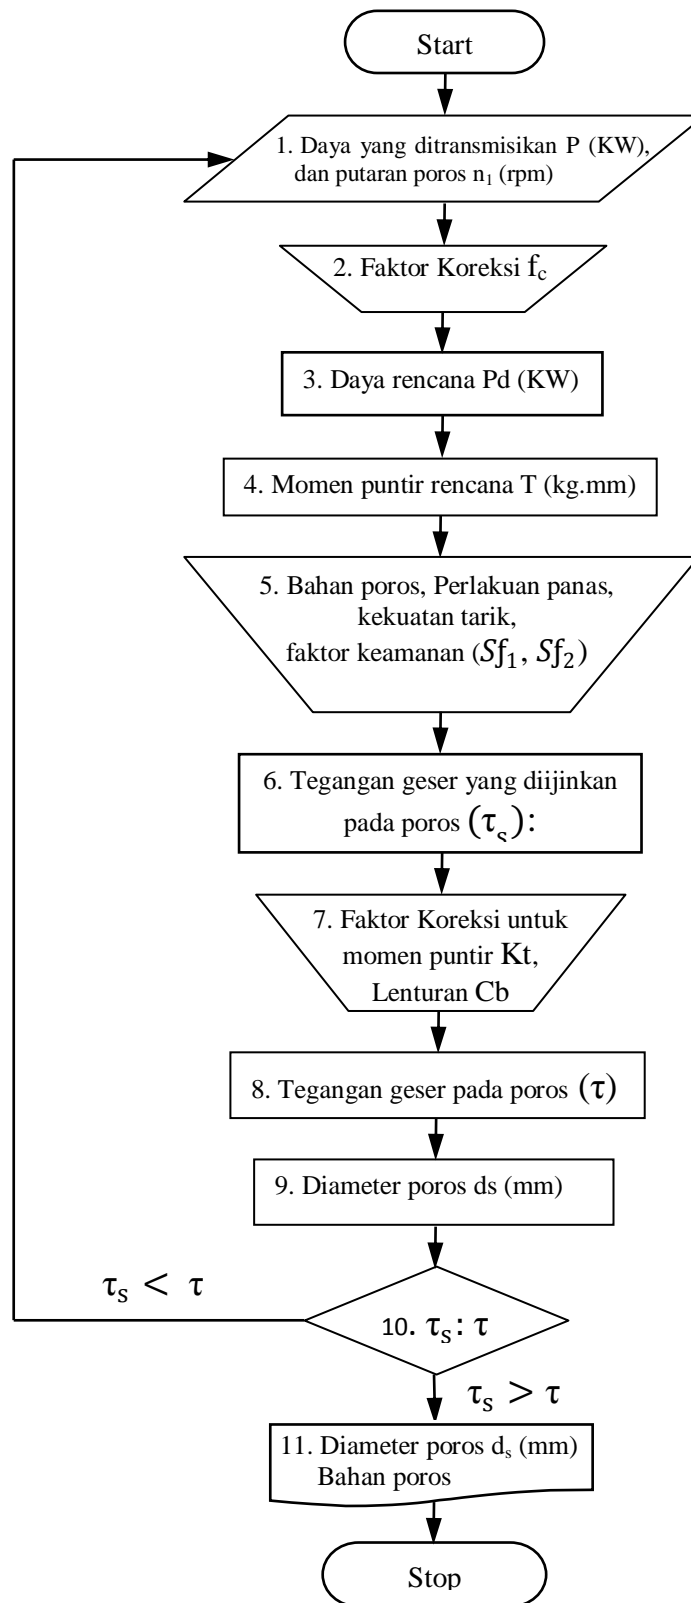 Start
1. Daya yang ditransmisikan P (KW),
dan putaran poros n₁ (rpm)
2. Faktor Koreksi f꜀
3. Daya rencana Pd (KW)
4. Momen puntir rencana T (kg.mm)
5. Bahan poros, Perlakuan panas,
kekuatan tarik,
faktor keamanan (Sf₁, Sf₂)
6. Tegangan geser yang diijinkan
pada poros (τₛ):
7. Faktor Koreksi untuk
momen puntir Kt,
Lenturan Cb
8. Tegangan geser pada poros (τ)
9. Diameter poros ds (mm)
τₛ < τ
10. τₛ: τ
τₛ > τ
11. Diameter poros dₛ (mm)
Bahan poros
Stop